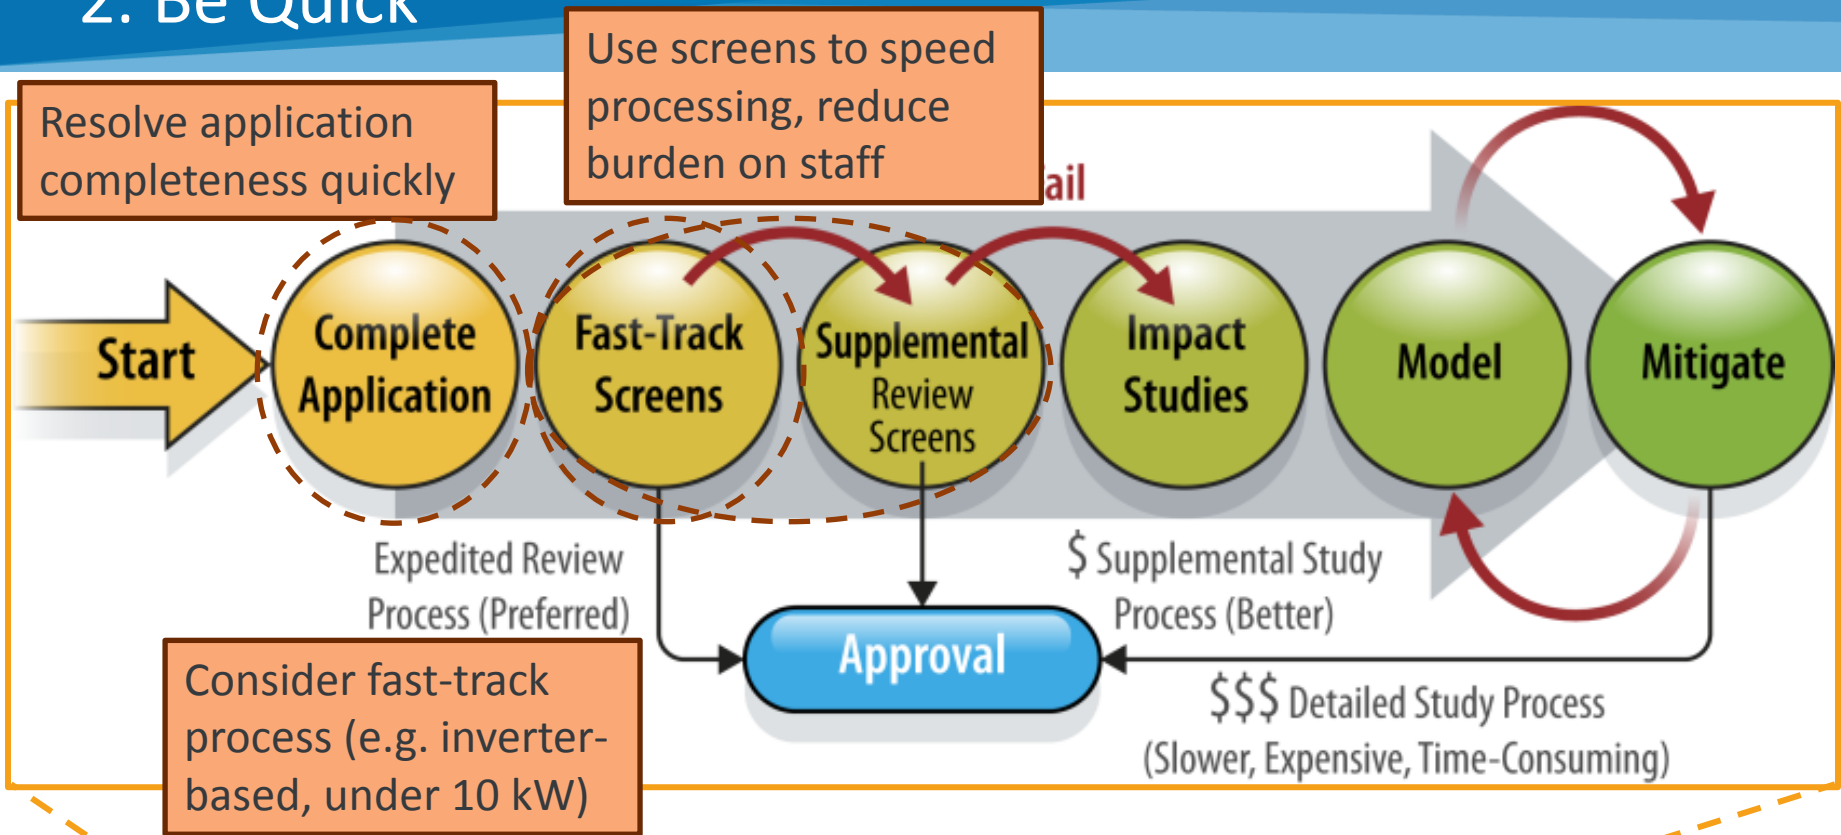 2. Be Quick
Use screens to speed
processing, reduce
burden on staff
Resolve application
completeness quickly
Start
Complete
Application
Fast-Track
Screens
Supplemental
Review
Screens
Impact
Studies
Model
Mitigate
Expedited Review
Process (Preferred)
$ Supplemental Study
Process (Better)
Approval
Consider fast-track
process (e.g. inverter-
based, under 10 kW)
$$$ Detailed Study Process
(Slower, Expensive, Time-Consuming)